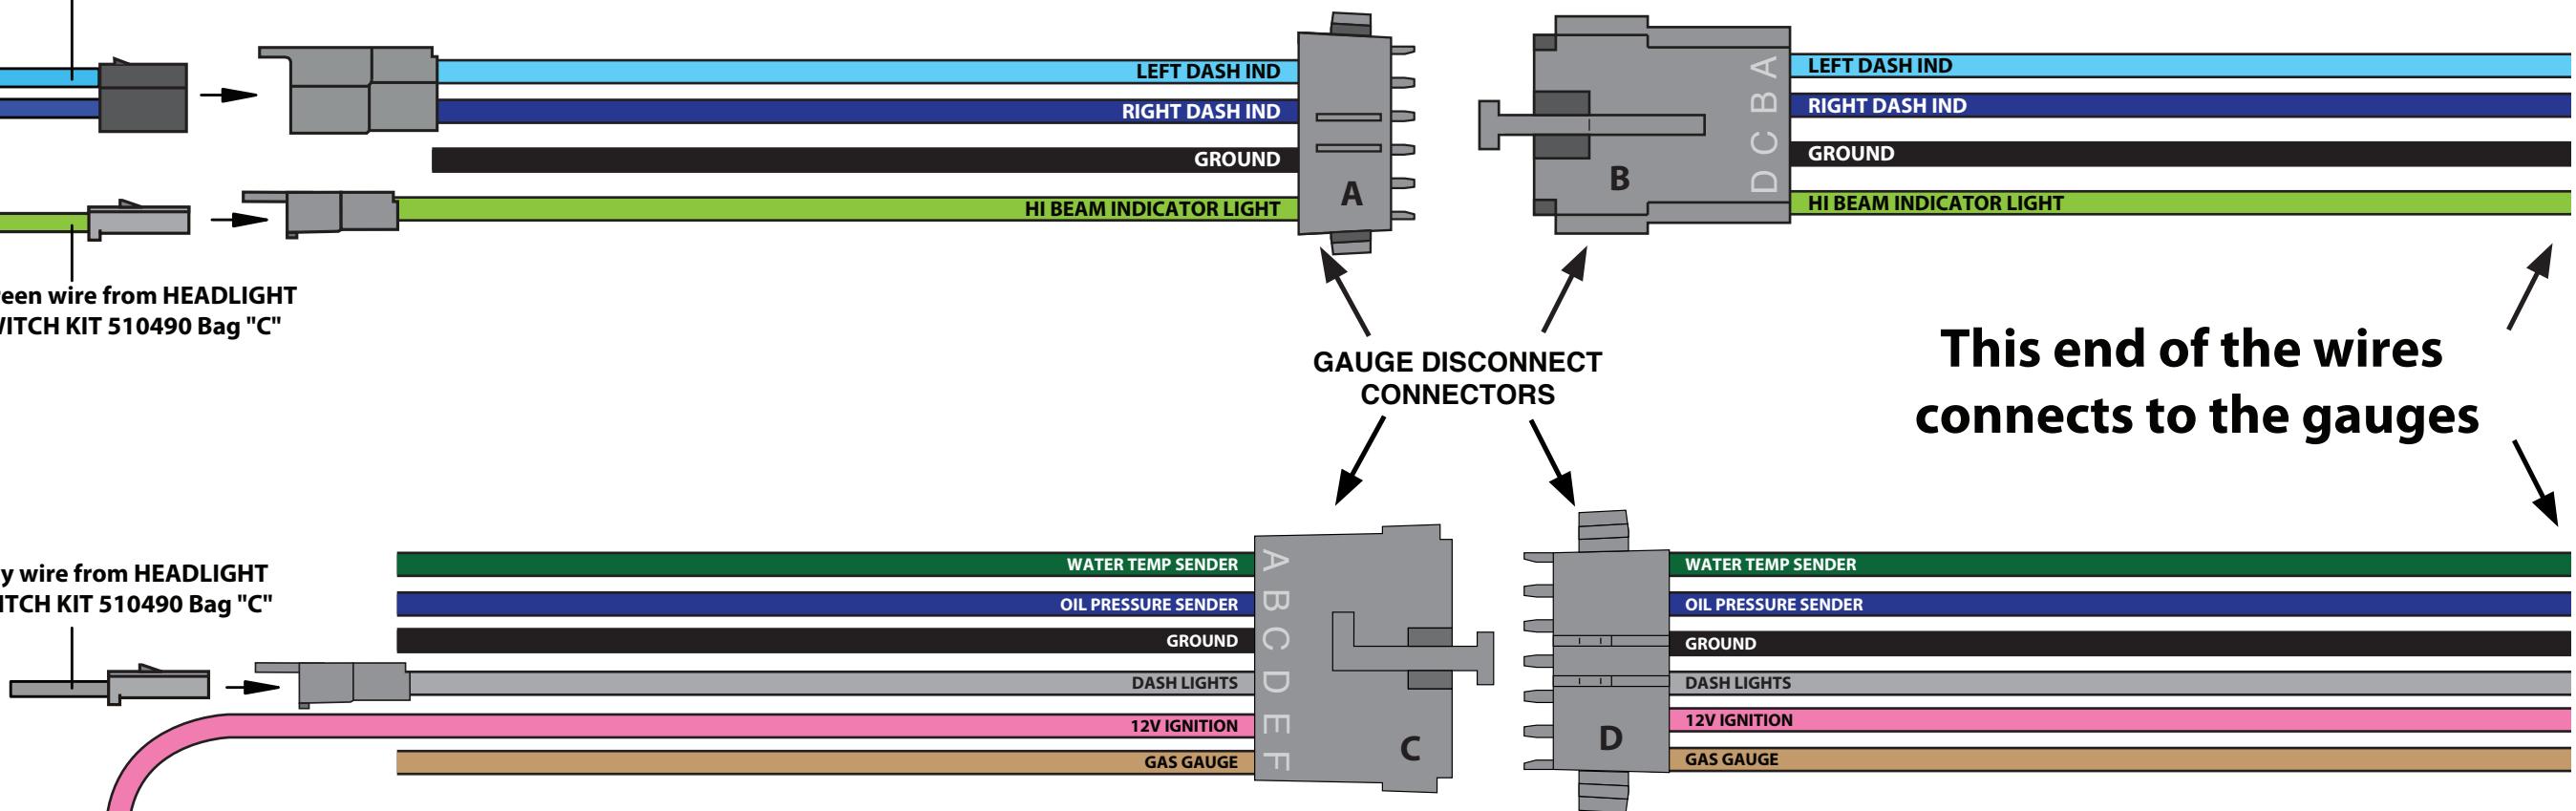 LEFT DASH IND
RIGHT DASH IND
GROUND
HI BEAM INDICATOR LIGHT
A
B
A
B
C
D
LEFT DASH IND
RIGHT DASH IND
GROUND
HI BEAM INDICATOR LIGHT
een wire from HEADLIGHT
ITCH KIT 510490 Bag "C"
GAUGE DISCONNECT
CONNECTORS
This end of the wires
connects to the gauges
y wire from HEADLIGHT
ITCH KIT 510490 Bag "C"
WATER TEMP SENDER
OIL PRESSURE SENDER
GROUND
DASH LIGHTS
12V IGNITION
GAS GAUGE
A
B
C
D
E
F
C
D
WATER TEMP SENDER
OIL PRESSURE SENDER
GROUND
DASH LIGHTS
12V IGNITION
GAS GAUGE